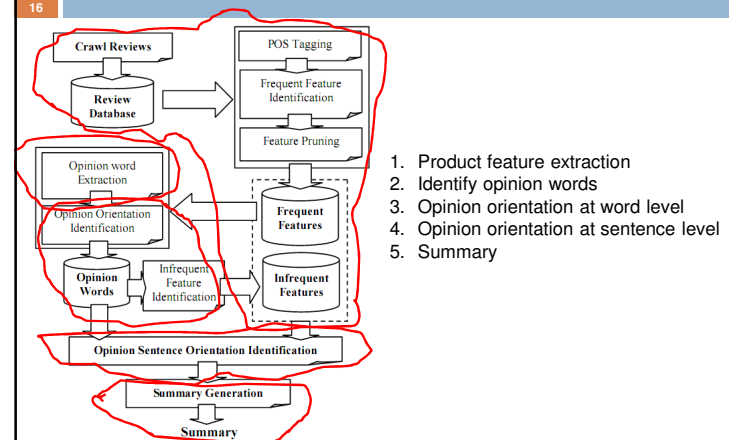 16
Crawl Reviews
Review
Database
POS Tagging
Frequent Feature
Identification
Feature Pruning
Opinion word
Extraction
Opinion Orientation
Identification
Opinion
Words
Infrequent
Feature
Identification
Frequent
Features
Infrequent
Features
Opinion Sentence Orientation Identification
Summary Generation
Summary
1. Product feature extraction
2. Identify opinion words
3. Opinion orientation at word level
4. Opinion orientation at sentence level
5. Summary